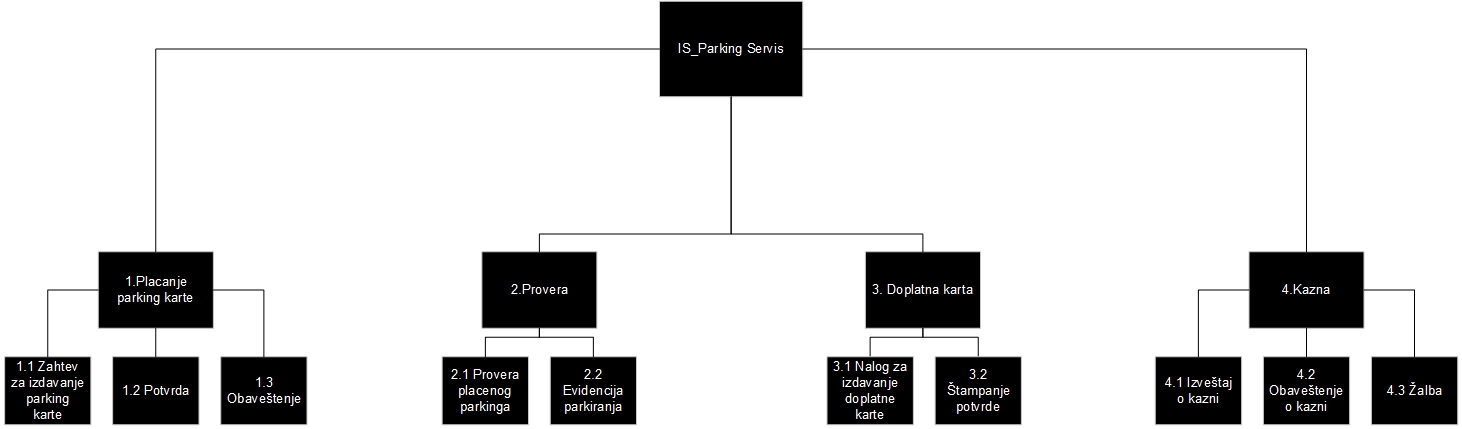 IS_Parking Servis
1.Placanje
parking karte
2.Provera
3. Doplatna karta
4.Kazna
1.1 Zahtev
za izdavanje
parking
karte
1.2 Potvrda
1.3
Obaveštenje
2.1 Provera
placenog
parkinga
2.2
Evidencija
parkiranja
3.1 Nalog za
izdavanje
doplatne
karte
3.2
Štampanje
potvrde
4.1 Izveštaj
o kazni
4.2
Obaveštenje
o kazni
4.3 Žalba